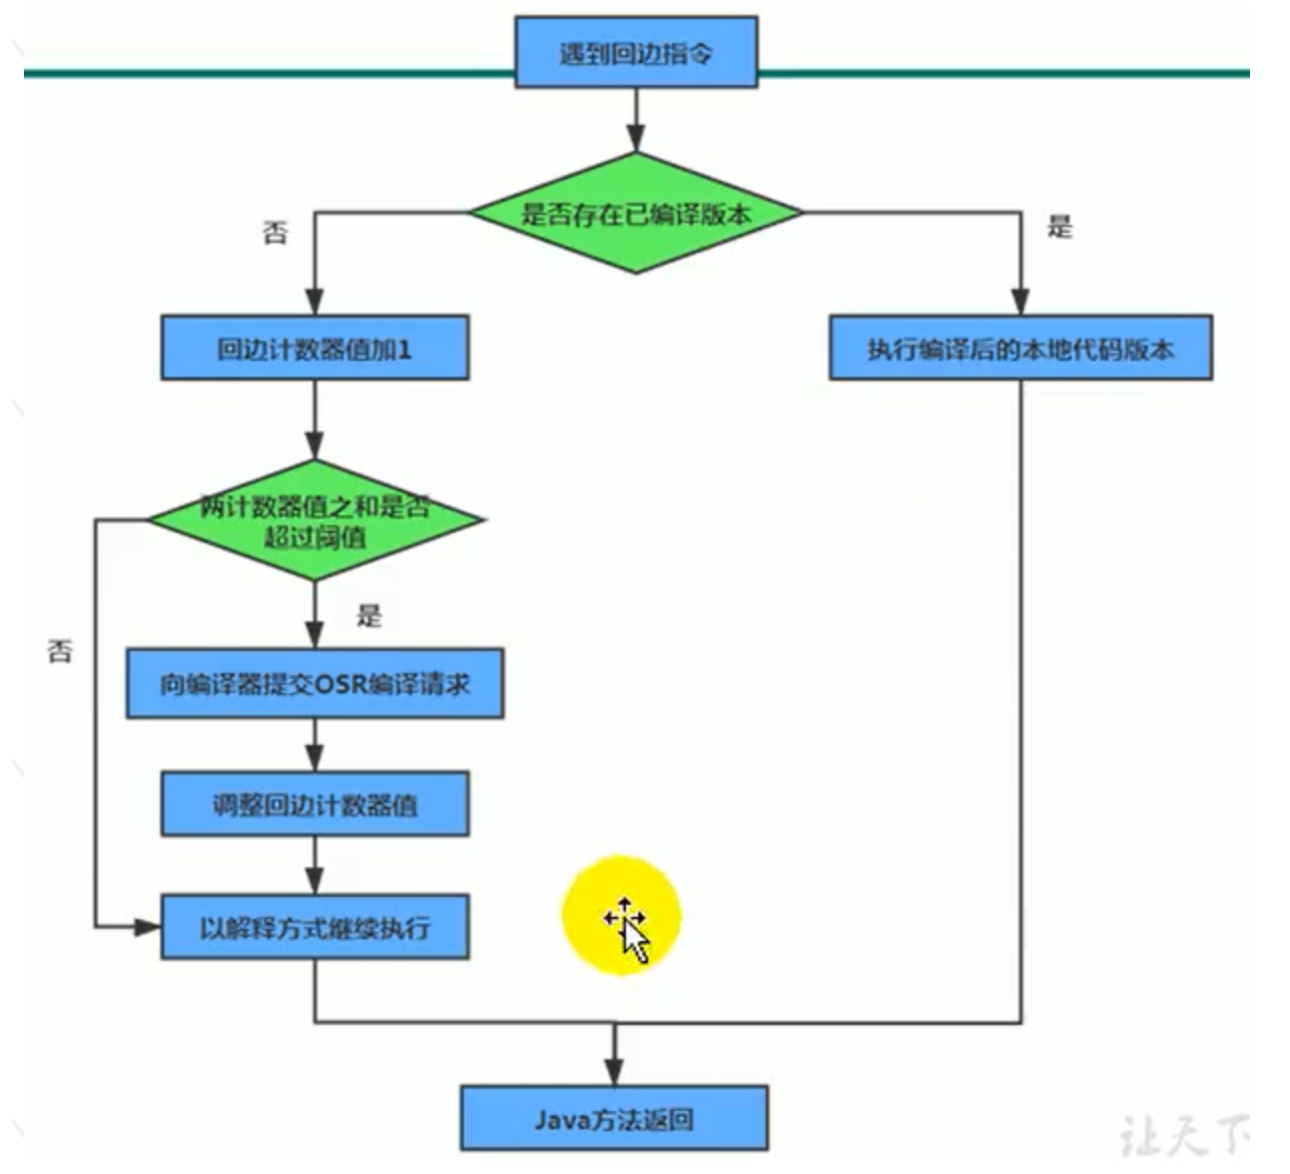 遇到回边指令
是否存在已编译版本
否
是
回边计数器值加1
执行编译后的本地代码版本
两计数器值之和是否
超过阈值
是
否
向编译器提交OSR编译请求
调整回边计数器值
以解释方式继续执行
Java方法返回
让天下